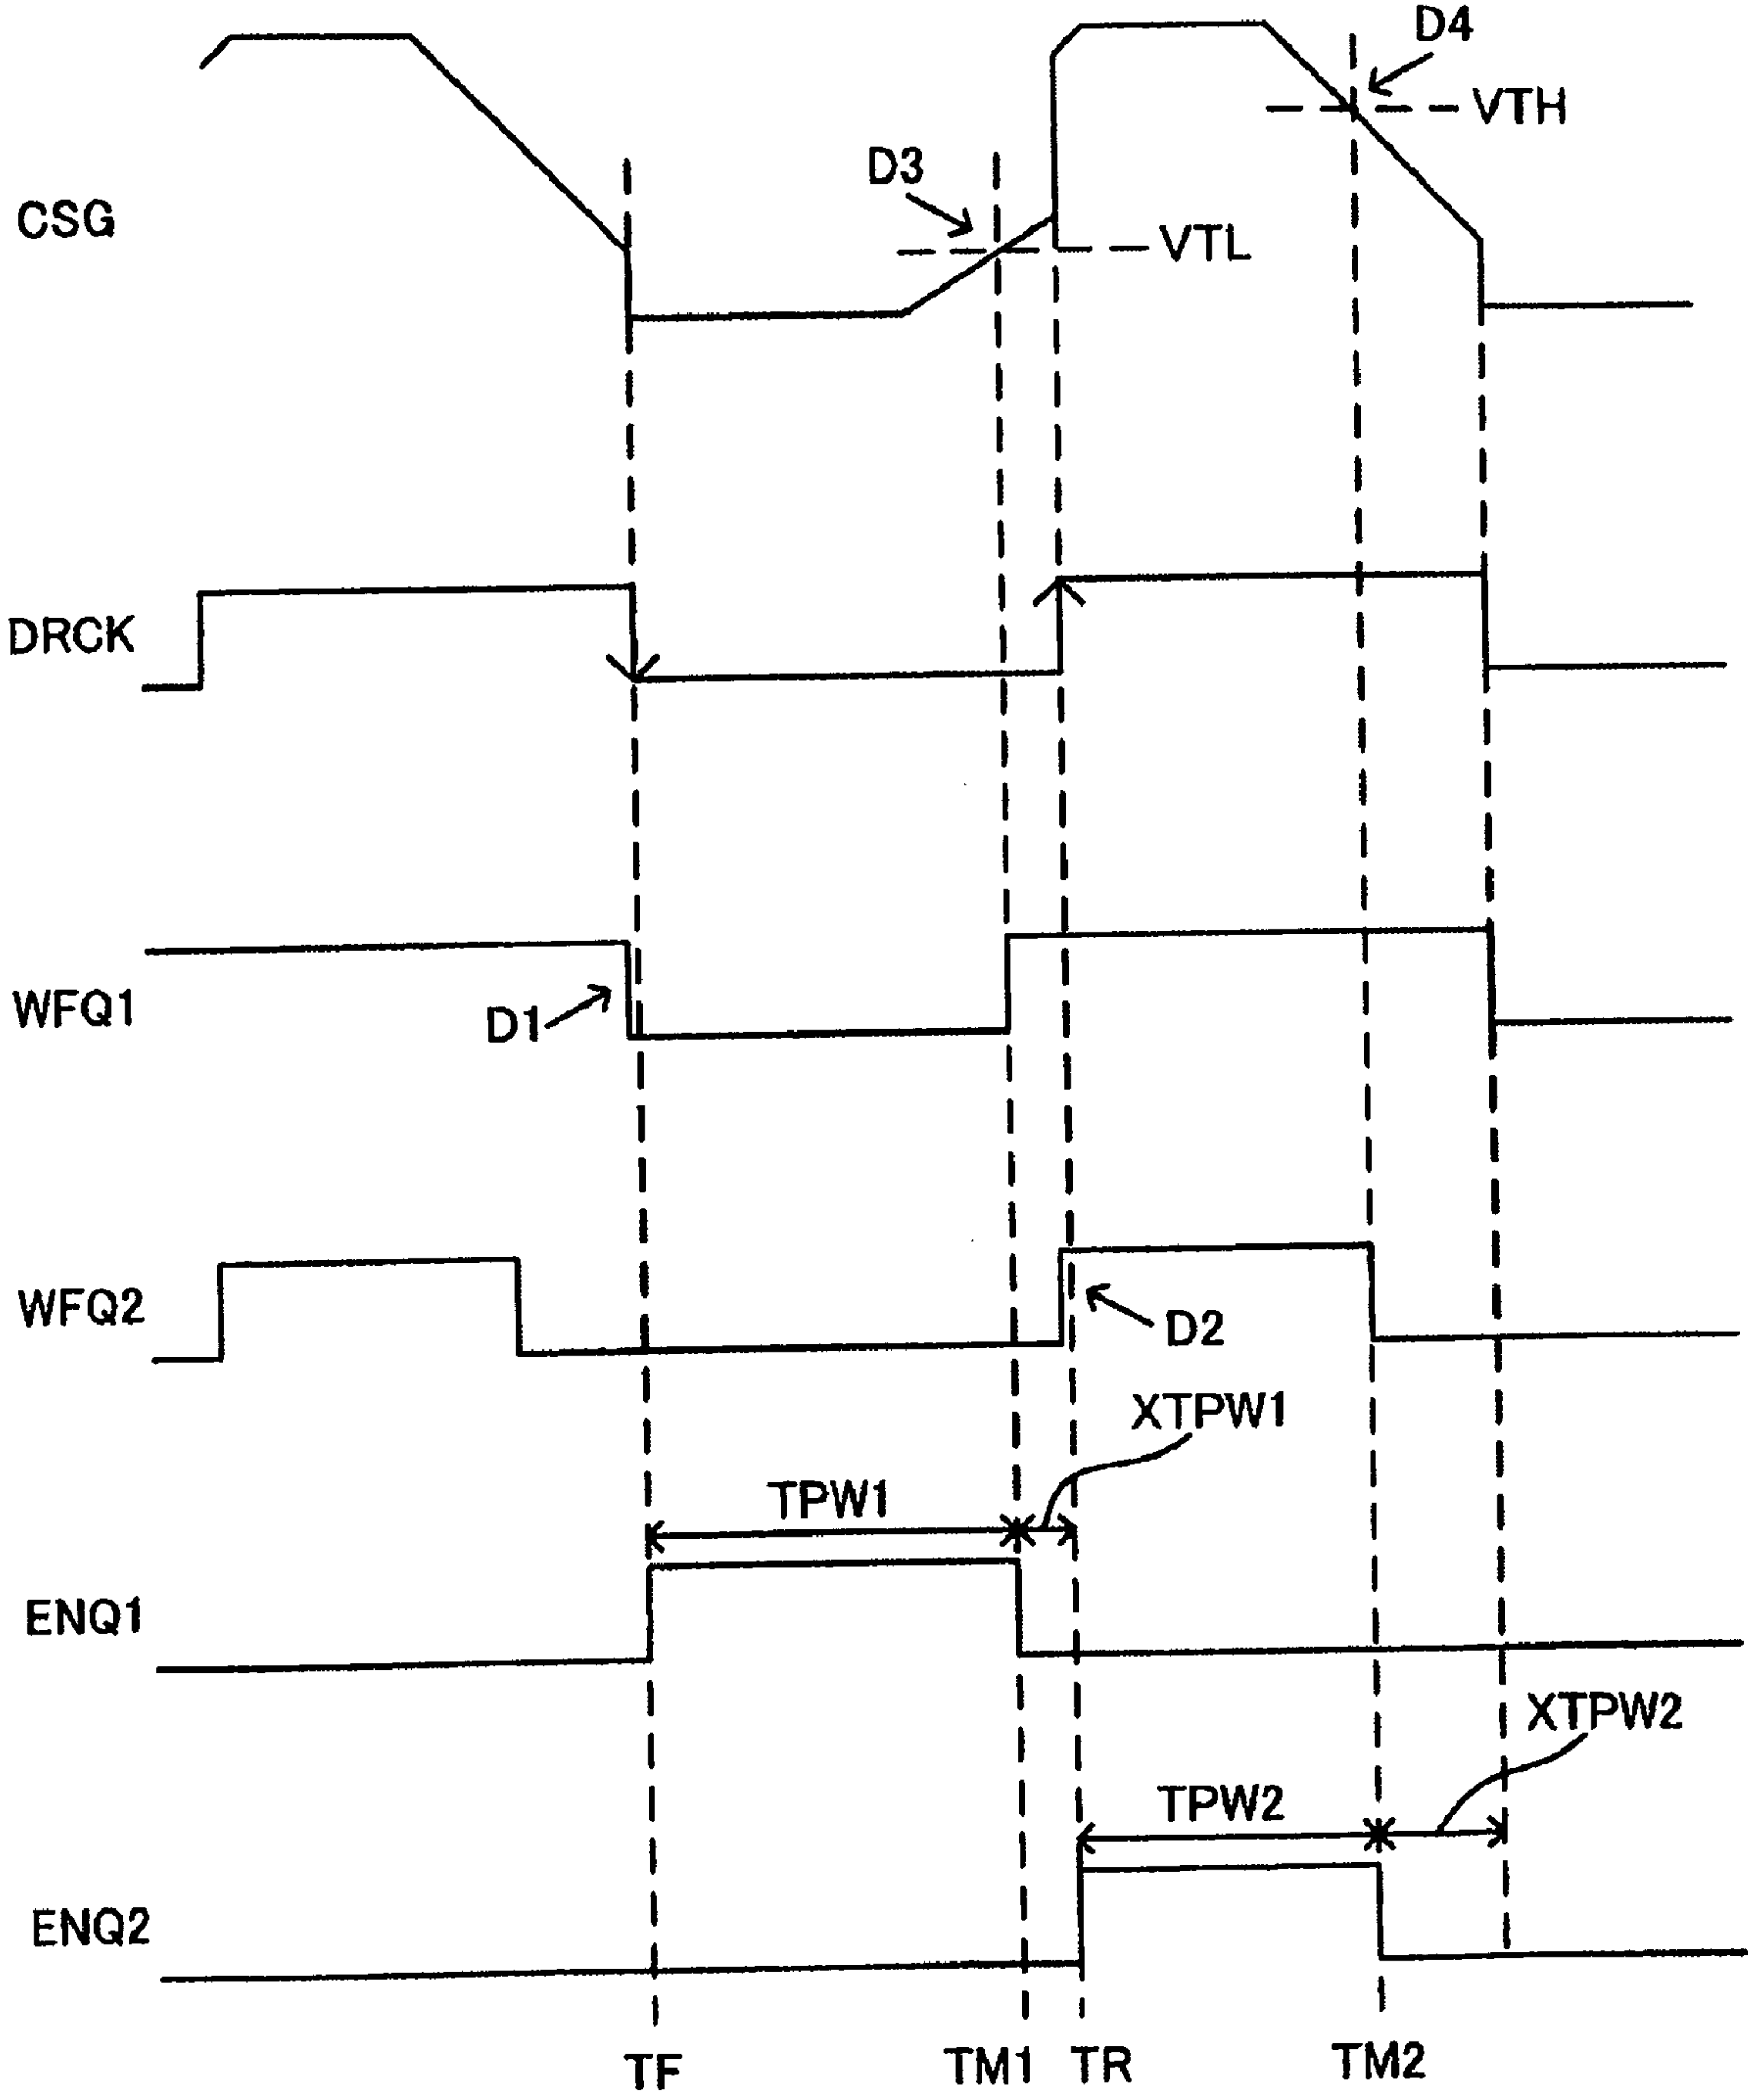 D4
VTH
D3
CSG
VTL
DRCK
WFQ1
D1
WFQ2
D2
XTPW1
TPW1
ENQ1
XTPW2
TPW2
ENQ2
TF TM1 TR TM2